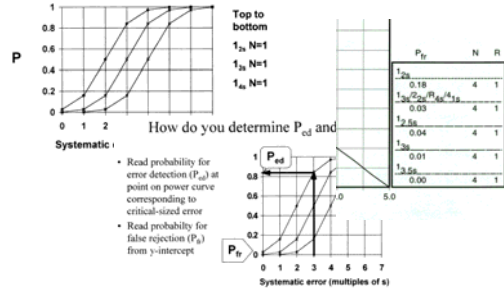 1
0.8
0.6
0.4
0.2
0
P
0 1 2
Systematic
Top to
bottom
1₂ₛ N=1
1₃ₛ N=1
1₄ₛ N=1
How do you determine Pₑd and
• Read probability for
error detection (Pₑd) at
point on power curve
corresponding to
critical-sized error
• Read probabilty for
false rejection (Pfr)
from y-intercept
Pₑd
Pfr
1
0.8
0.6
0.4
0.2
0
0 1 2 3 4 5 6 7
Systematic error (multiples of s)
5.0
Pfr N R
1₂ₛ
0.18 4 1
1₃ₛ/2₂ₛ/R₄ₛ/4₁ₛ
0.03 4 1
1₂.₅ₛ
0.04 4 1
1₃ₛ
0.01 4 1
1₃.₅ₛ
0.00 4 1